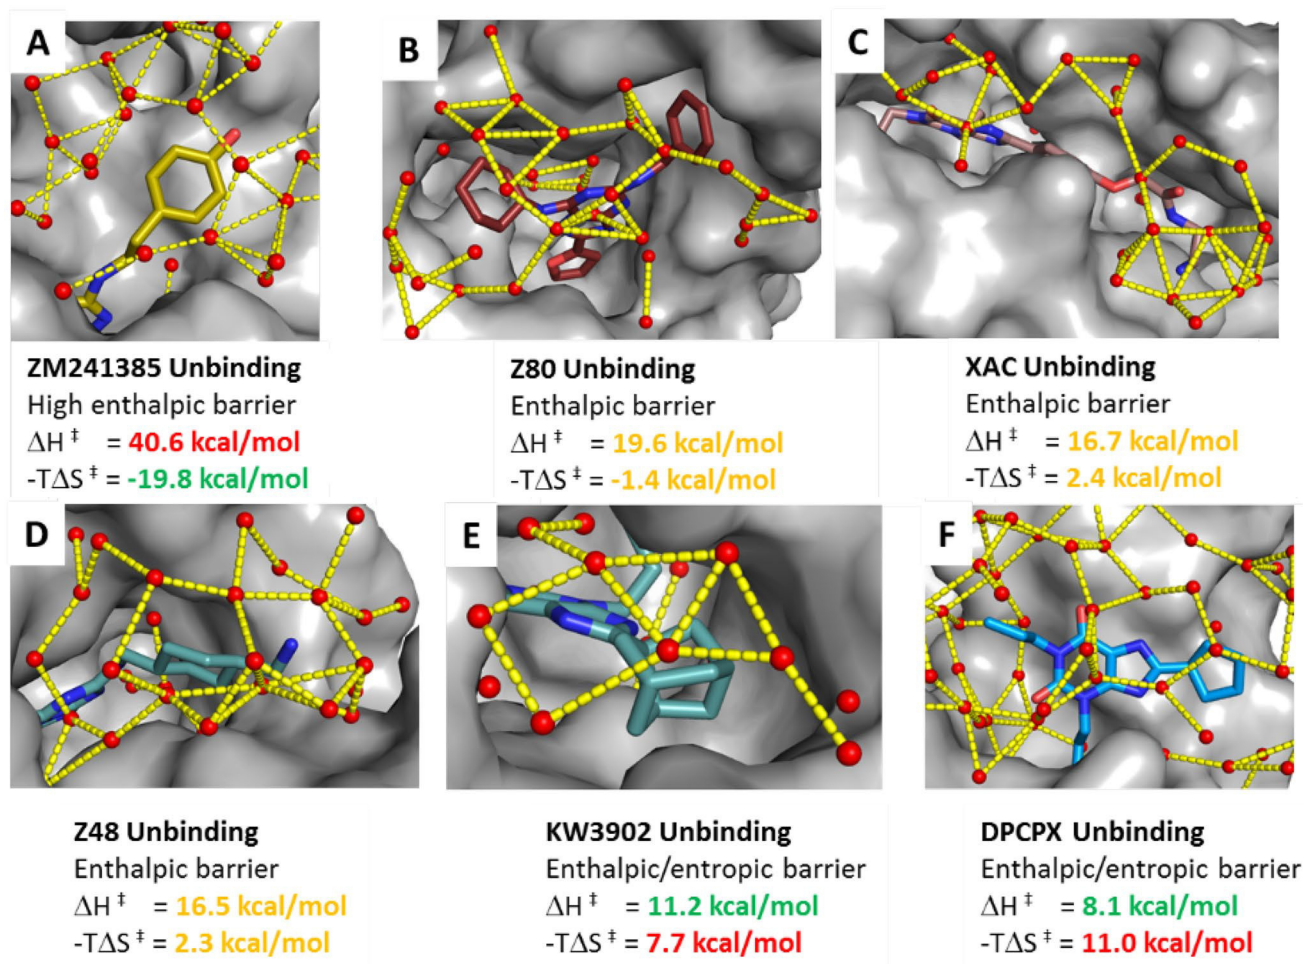 A
B
C
ZM241385 Unbinding
High enthalpic barrier
ΔH ‡ = 40.6 kcal/mol
-TΔS ‡ = -19.8 kcal/mol
Z80 Unbinding
Enthalpic barrier
ΔH ‡ = 19.6 kcal/mol
-TΔS ‡ = -1.4 kcal/mol
XAC Unbinding
Enthalpic barrier
ΔH ‡ = 16.7 kcal/mol
-TΔS ‡ = 2.4 kcal/mol
D
E
F
Z48 Unbinding
Enthalpic barrier
ΔH ‡ = 16.5 kcal/mol
-TΔS ‡ = 2.3 kcal/mol
KW3902 Unbinding
Enthalpic/entropic barrier
ΔH ‡ = 11.2 kcal/mol
-TΔS ‡ = 7.7 kcal/mol
DPCPX Unbinding
Enthalpic/entropic barrier
ΔH ‡ = 8.1 kcal/mol
-TΔS ‡ = 11.0 kcal/mol